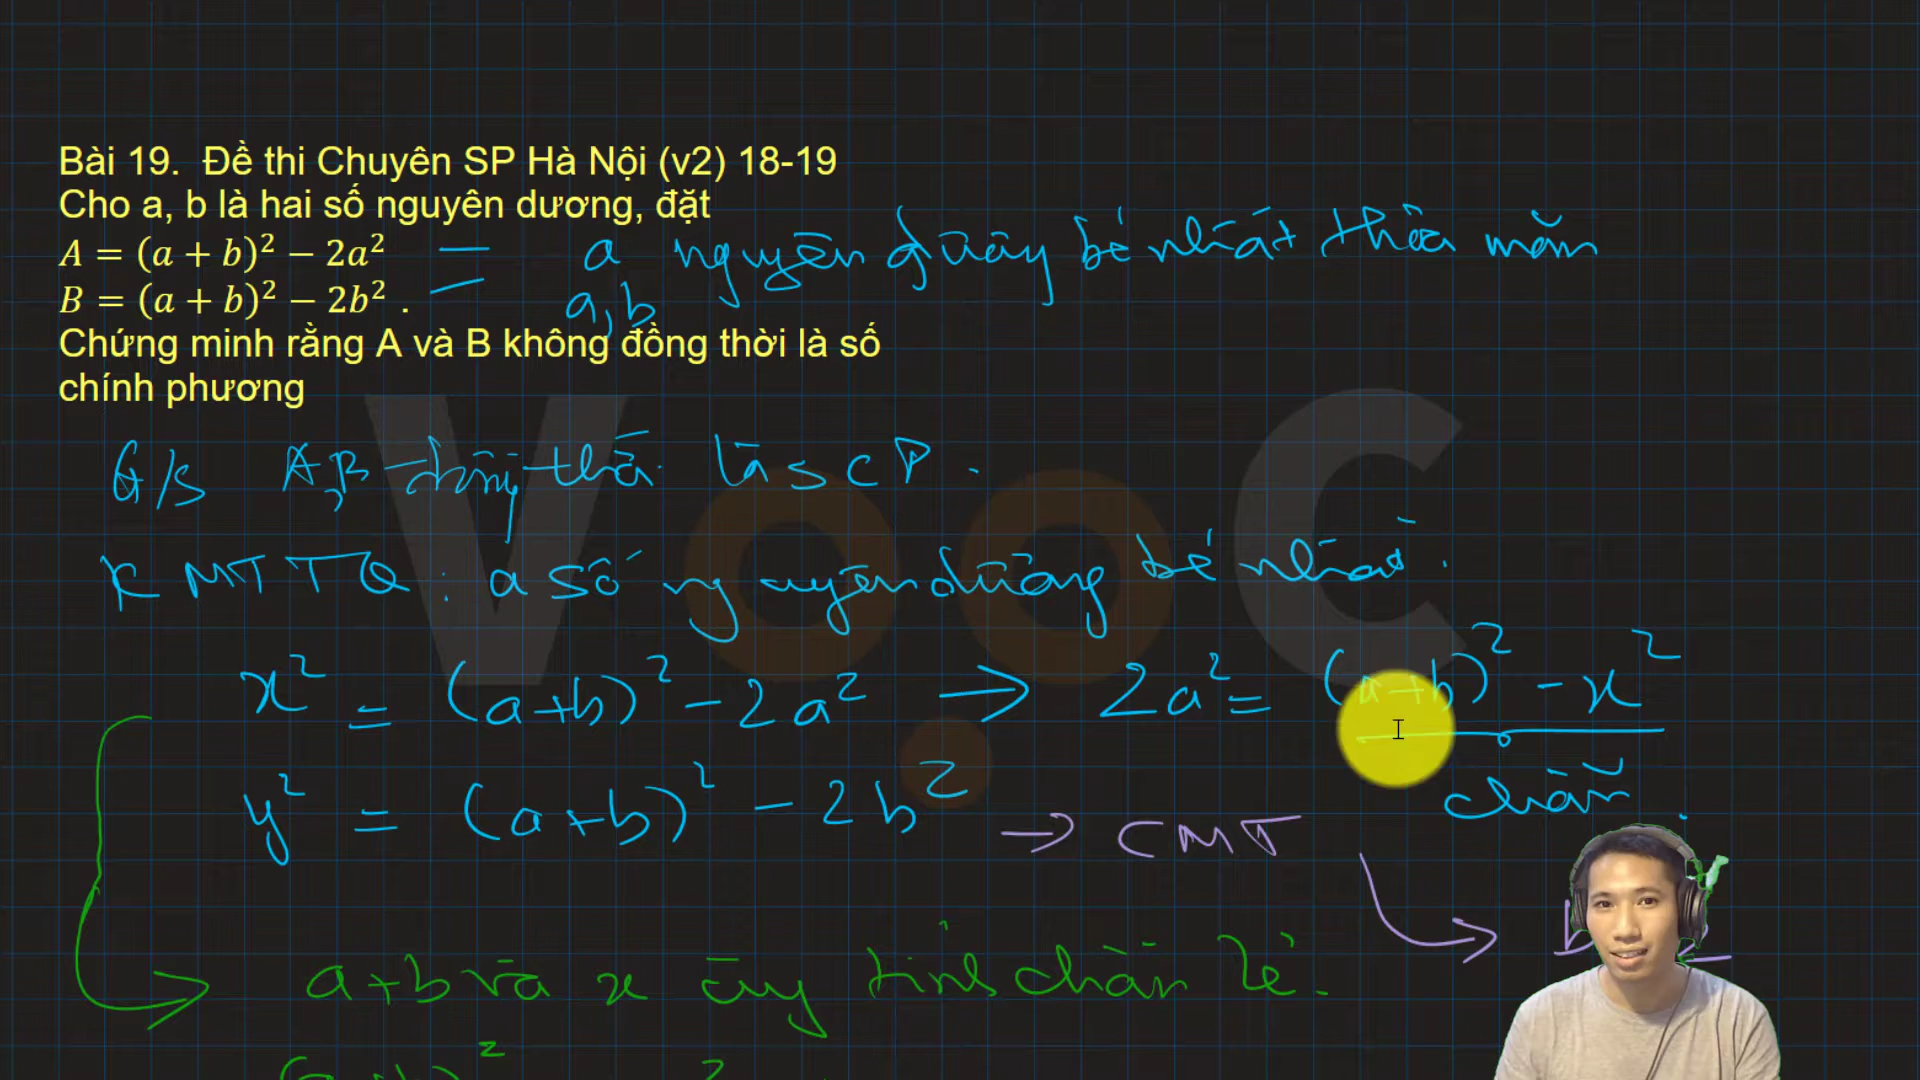 Bài 19. Đề thi Chuyên SP Hà Nội (v2) 18-19
Cho a, b là hai số nguyên dương, đặt
A = (a + b)² − 2a²
a nguyên dương bé nhất thỏa mãn
B = (a + b)² − 2b² .
a,b
Chứng minh rằng A và B không đồng thời là số
chính phương
G/S A,B đồng thời là SCP.
KMTTQ: a số nguyên dương bé nhất.
x² = (a+b)² - 2a² → 2a² = (a+b)² - x²
y² = (a+b)² - 2b² → CMT
chẵn.
a+b và x cùng tính chẵn lẻ.
VOOC